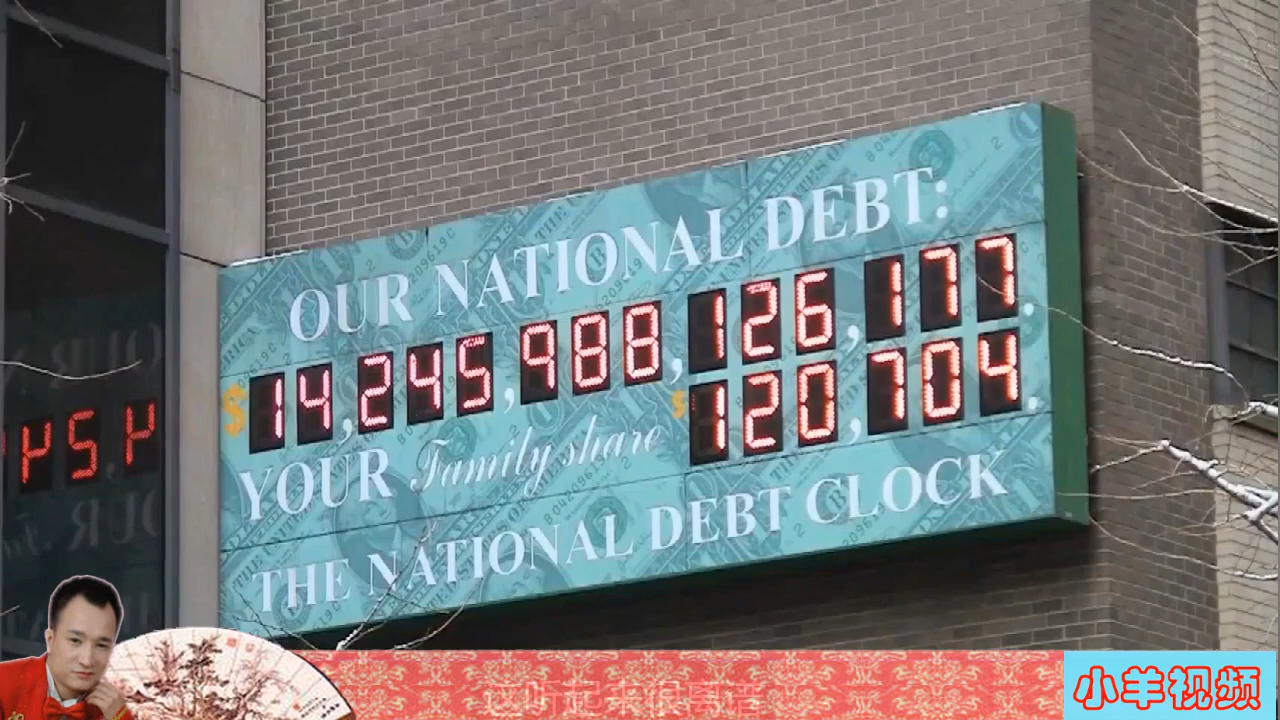 OUR NATIONAL DEBT:
$14,245,988,126,177.
YOUR Family share $120,704.
THE NATIONAL DEBT CLOCK
小羊视频